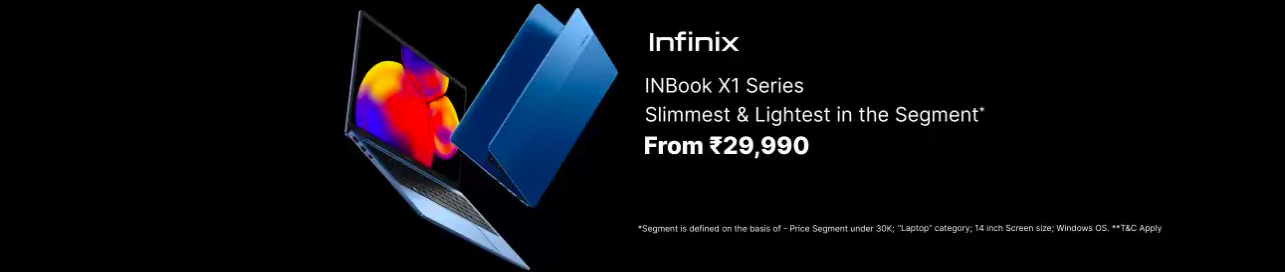 Infinix
INBook X1 Series
Slimmest & Lightest in the Segment*
From ₹29,990
*Segment is defined on the basis of - Price Segment under 30K; "Laptop" category; 14 inch Screen size; Windows OS. **T&C Apply